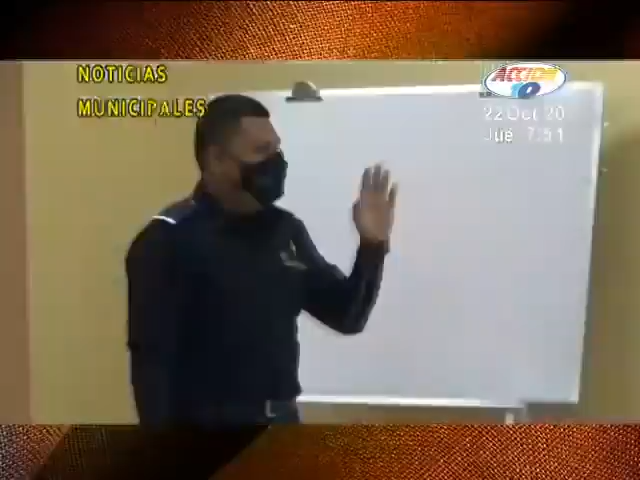 NOTICIAS
MUNICIPALES
ACCION
10
22 Oct 20
Jue 7:51